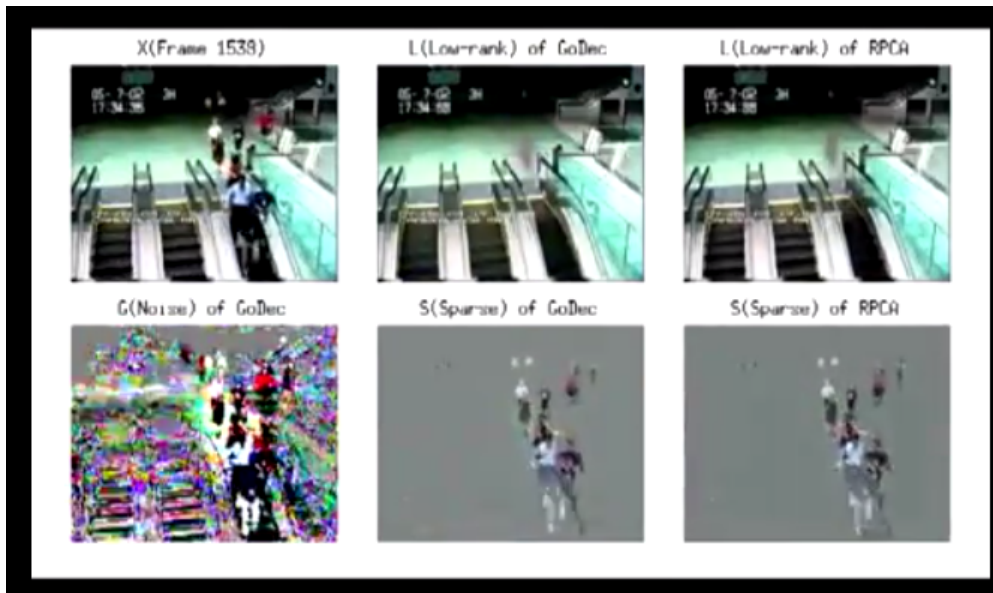 X(Frame 1538)
L(Low-rank) of GoDec
L(Low-rank) of RPCA
G(Noise) of GoDec
S(Sparse) of GoDec
S(Sparse) of RPCA